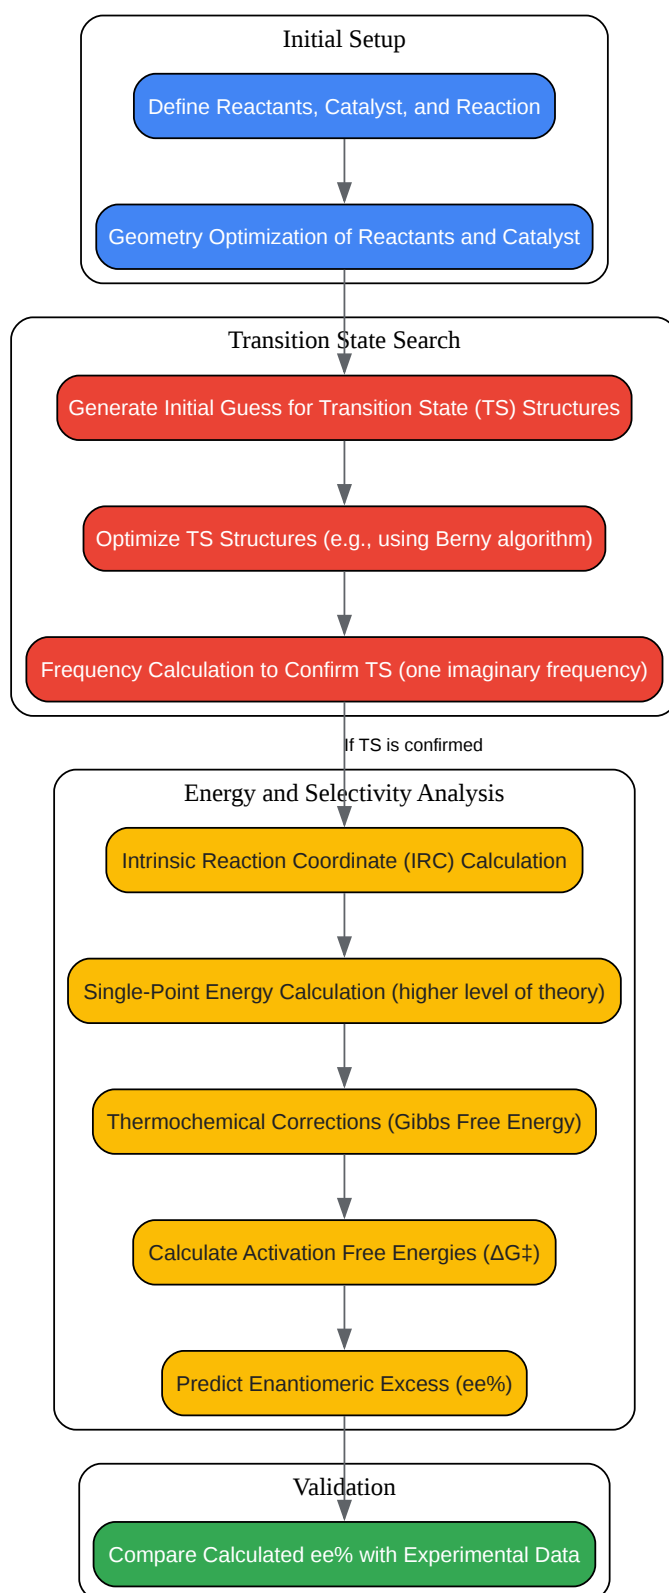 Initial Setup
Define Reactants, Catalyst, and Reaction
Geometry Optimization of Reactants and Catalyst
Transition State Search
Generate Initial Guess for Transition State (TS) Structures
Optimize TS Structures (e.g., using Berny algorithm)
Frequency Calculation to Confirm TS (one imaginary frequency)
If TS is confirmed
Energy and Selectivity Analysis
Intrinsic Reaction Coordinate (IRC) Calculation
Single-Point Energy Calculation (higher level of theory)
Thermochemical Corrections (Gibbs Free Energy)
Calculate Activation Free Energies (ΔG‡)
Predict Enantiomeric Excess (ee%)
Validation
Compare Calculated ee% with Experimental Data